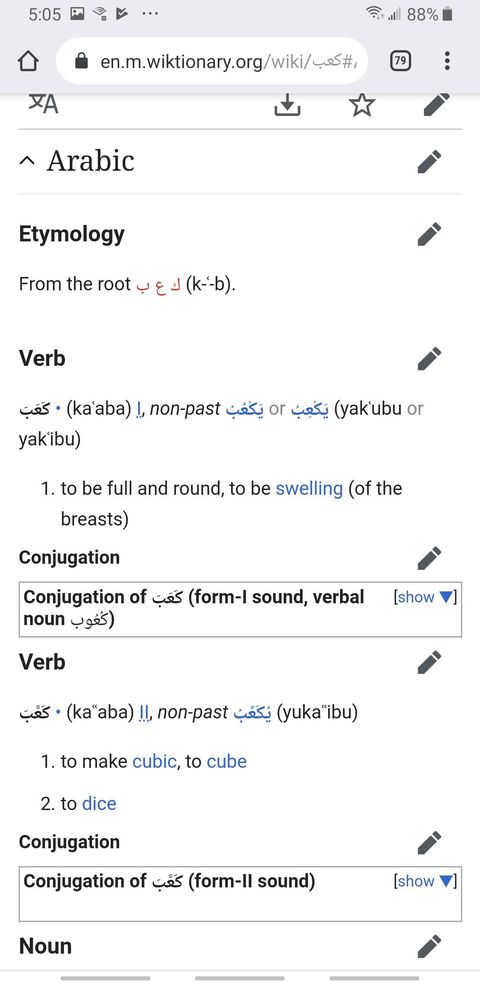 5:05 ... 88%
en.m.wiktionary.org/wiki/كعب#
79
Arabic
Etymology
From the root ك ع ب (k-ʿ-b).
Verb
كَعَبَ • (kaʿaba) I, non-past يَكْعُبُ or يَكْعِبُ (yakʿubu or
yakʿibu)
1. to be full and round, to be swelling (of the
breasts)
Conjugation
Conjugation of كَعَبَ (form-I sound, verbal [show ▼]
noun كُعُوب)
Verb
كَعَّبَ • (kaʿʿaba) II, non-past يُكَعِّبُ (yukaʿʿibu)
1. to make cubic, to cube
2. to dice
Conjugation
Conjugation of كَعَّبَ (form-II sound) [show ▼]
Noun